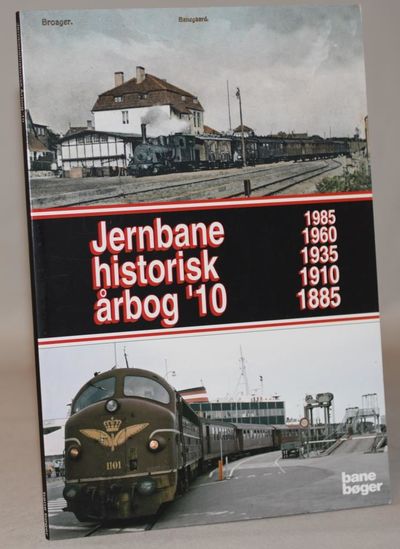 Broager.
Banegaard.
Jernbane
historisk
årbog '10
1985
1960
1935
1910
1885
1101
bane
bøger